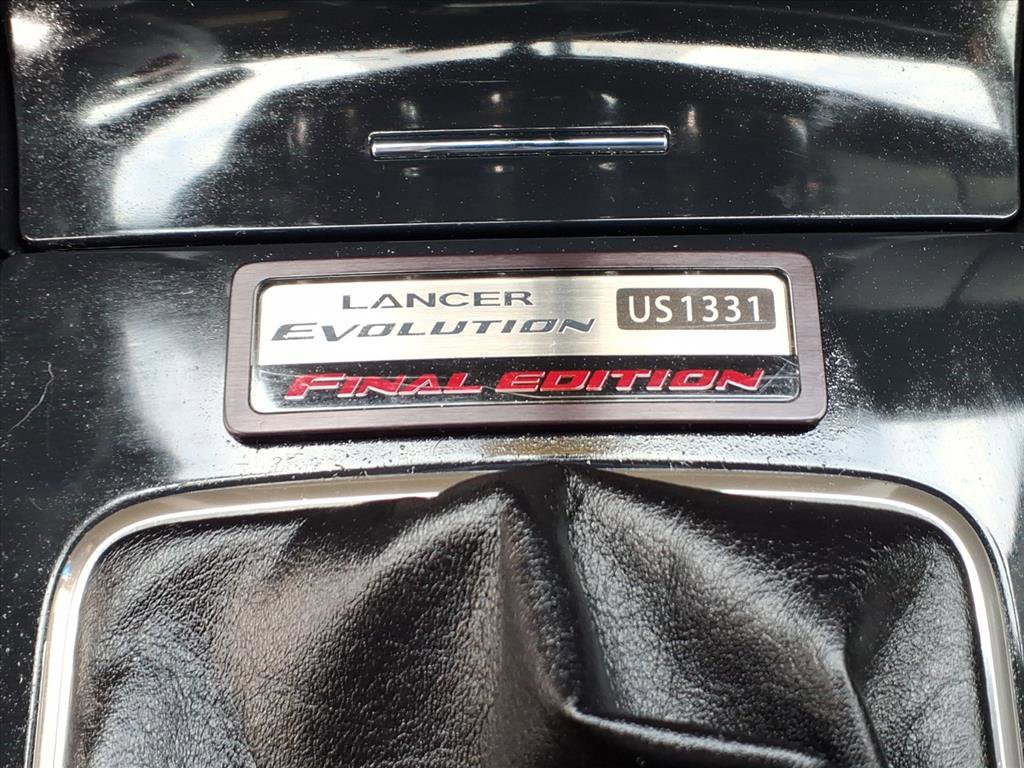 LANCER
EVOLUTION
US1331
FINAL EDITION